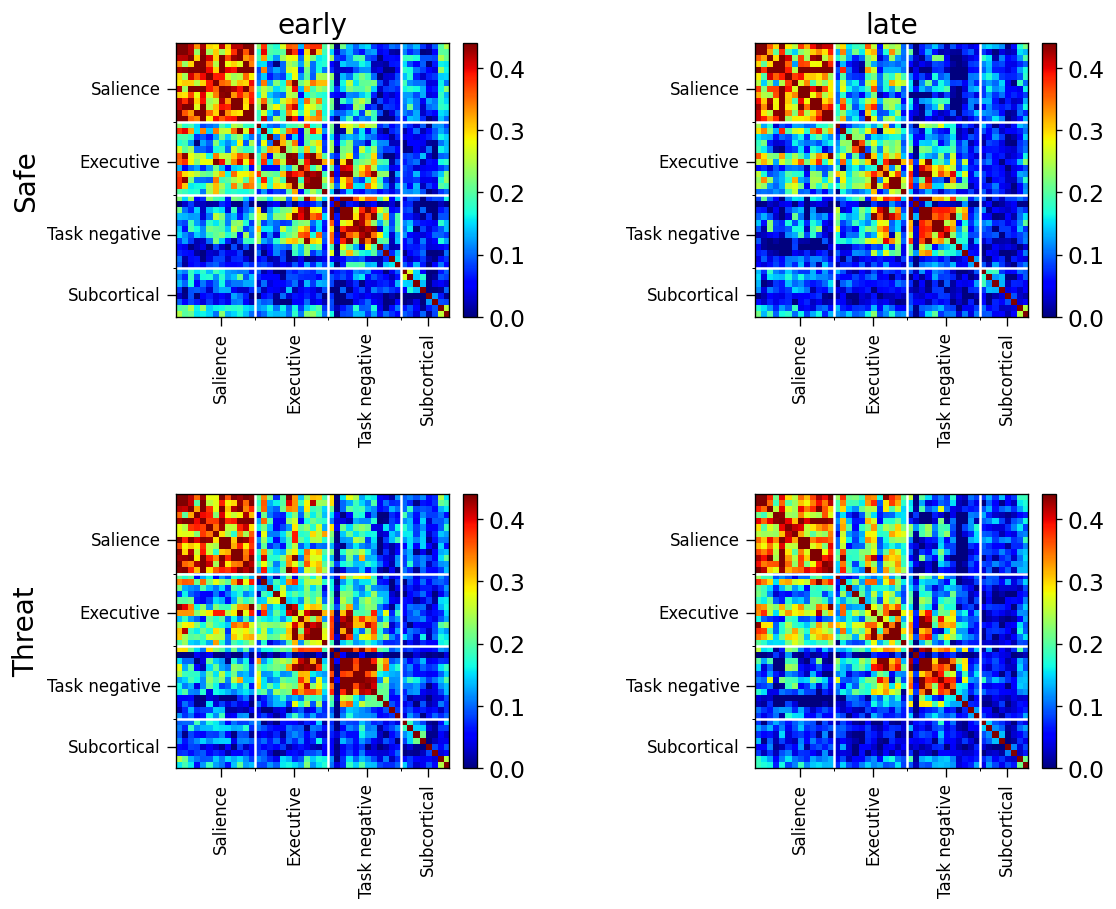 early
late
Safe
Salience
Executive
Task negative
Subcortical
0.4
0.3
0.2
0.1
0.0
Salience
Executive
Task negative
Subcortical
Salience
Executive
Task negative
Subcortical
0.4
0.3
0.2
0.1
0.0
Salience
Executive
Task negative
Subcortical
Threat
Salience
Executive
Task negative
Subcortical
0.4
0.3
0.2
0.1
0.0
Salience
Executive
Task negative
Subcortical
Salience
Executive
Task negative
Subcortical
0.4
0.3
0.2
0.1
0.0
Salience
Executive
Task negative
Subcortical